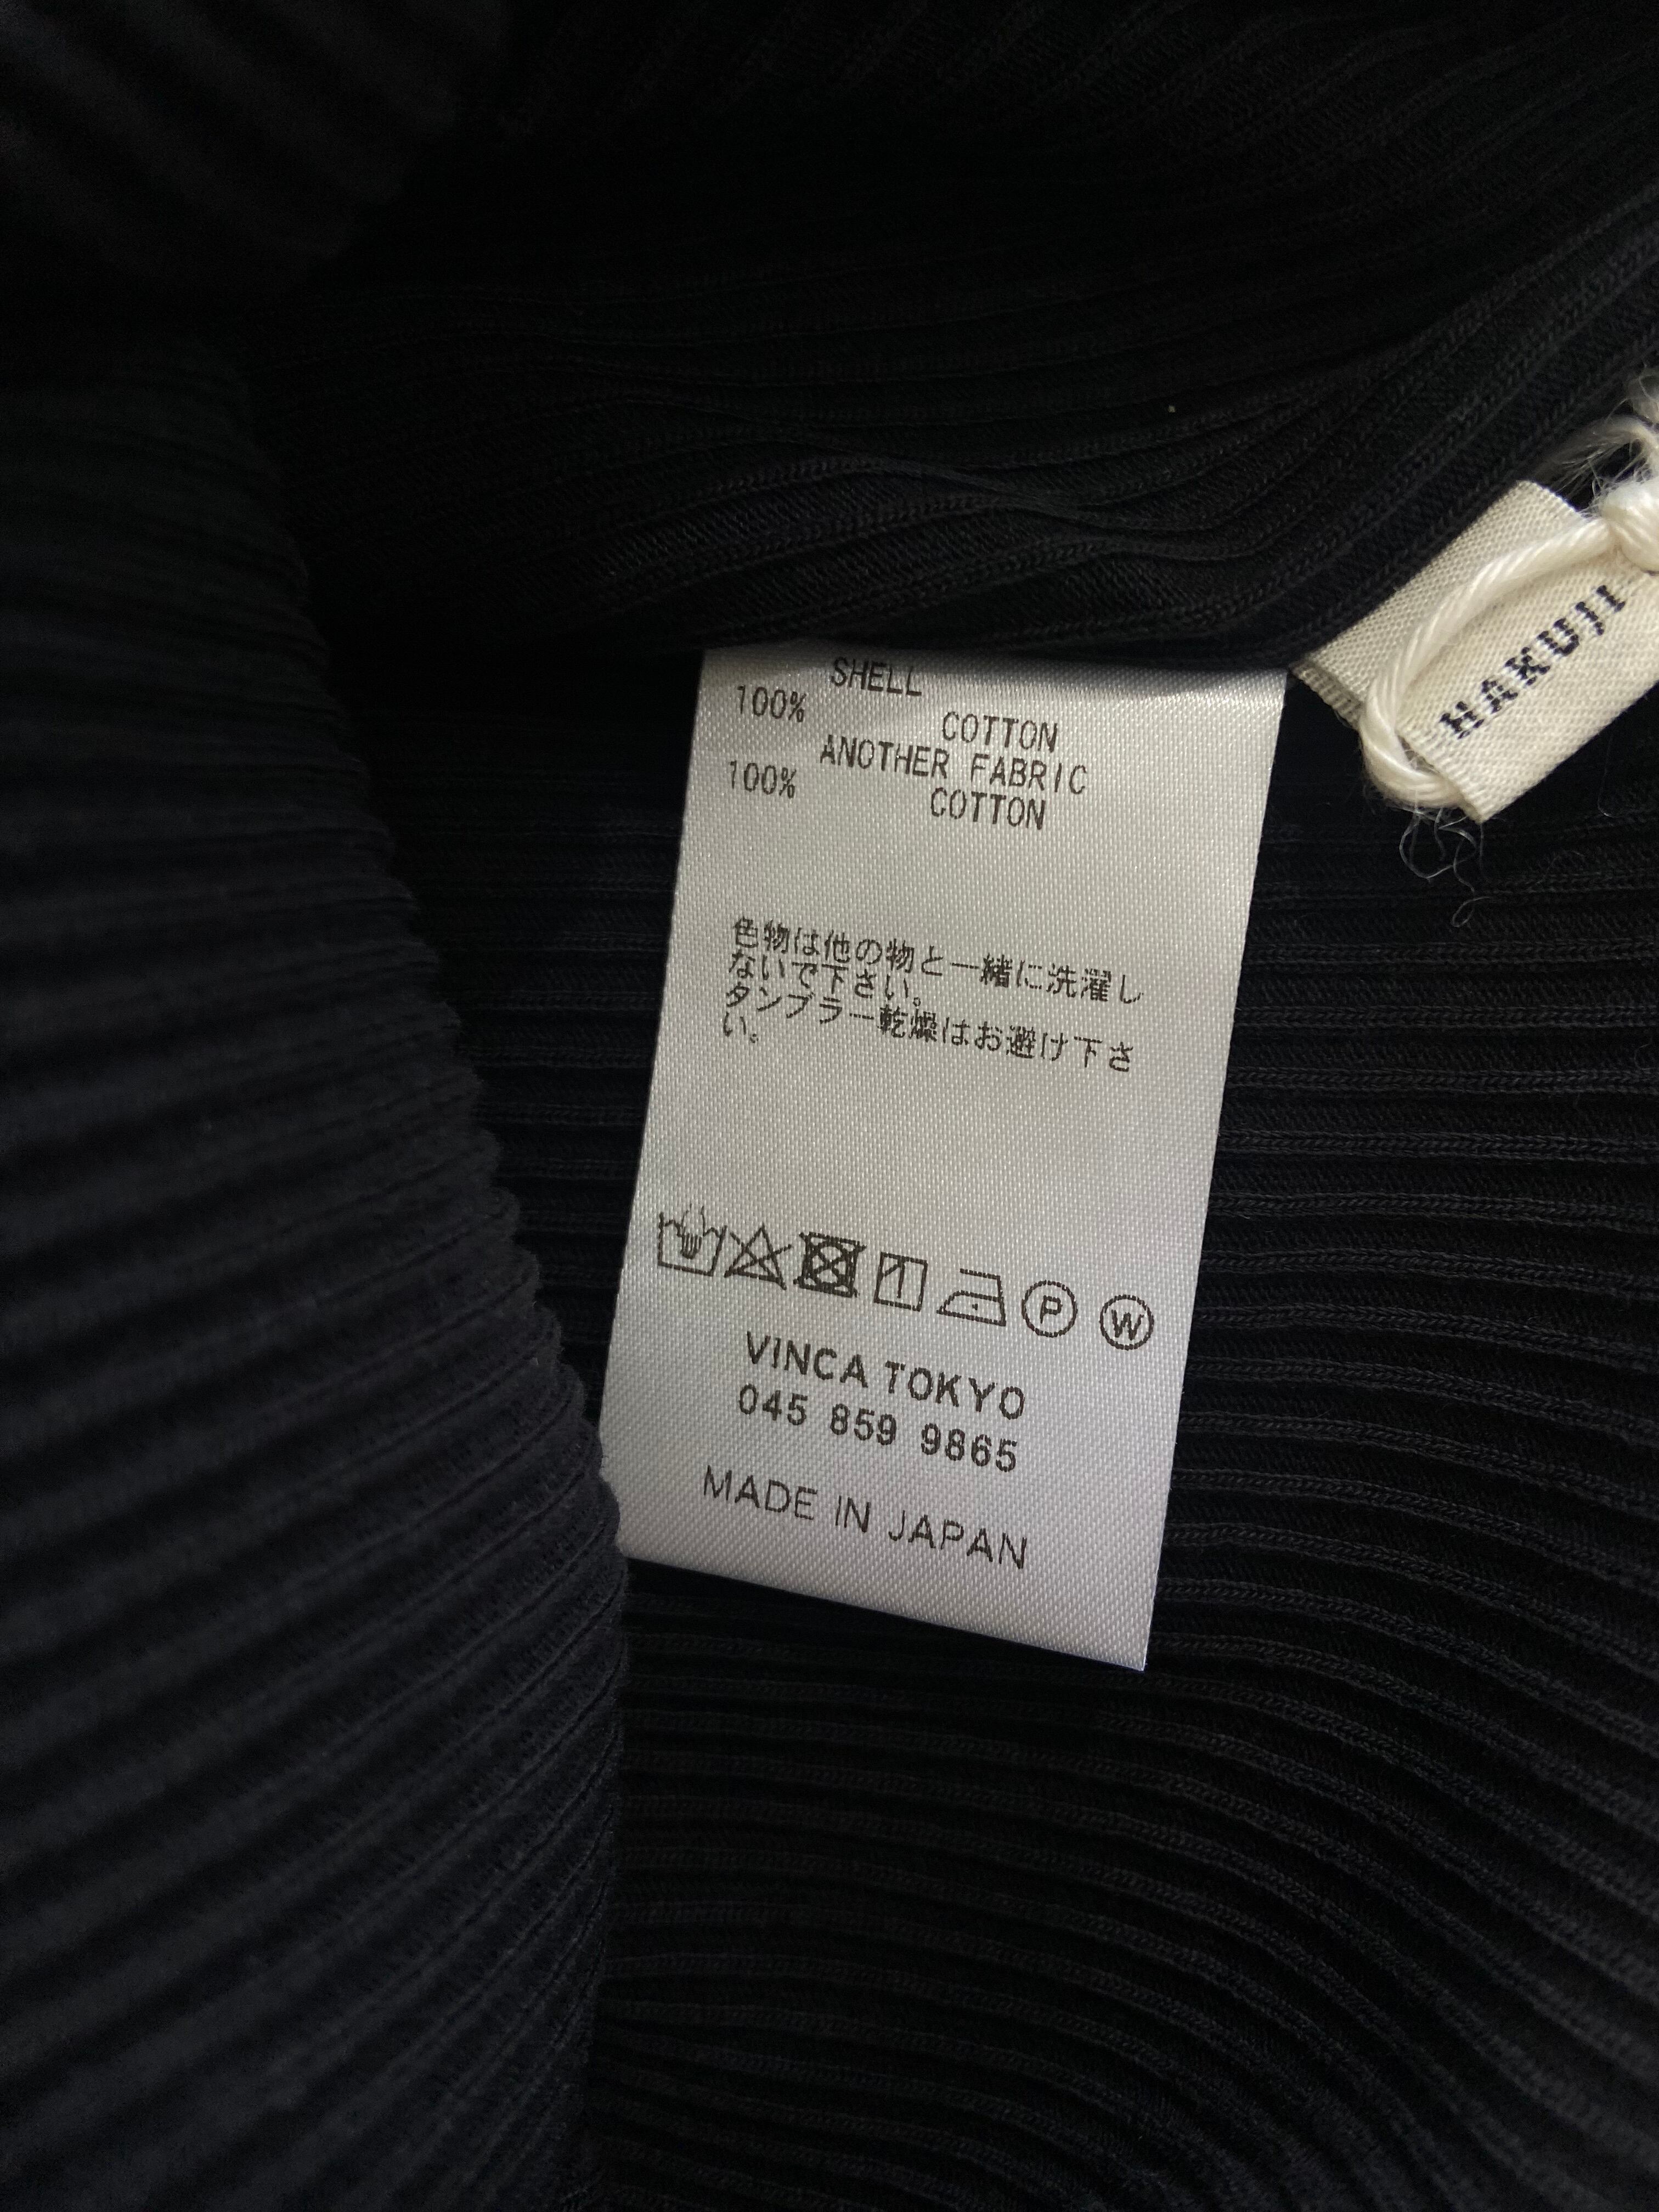 SHELL
100%
COTTON
ANOTHER FABRIC
100%
COTTON
色物は他の物と一緒に洗濯し
ないで下さい。
タンブラー乾燥はお避け下さ
い。
P W
VINCA TOKYO
045 859 9865
MADE IN JAPAN
HAKUJI